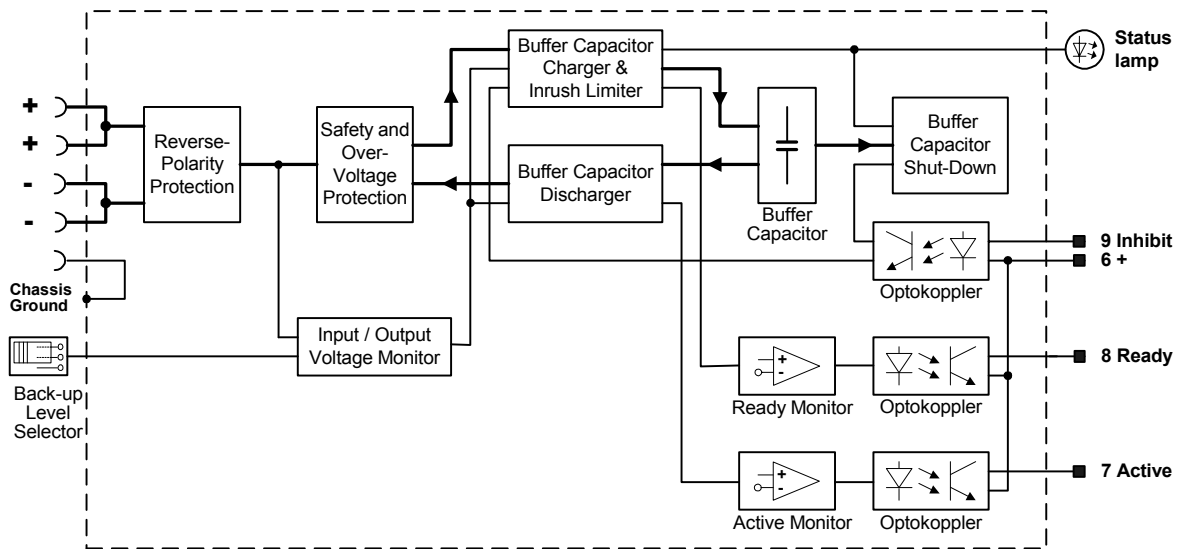 Buffer Capacitor
Charger &
Inrush Limiter
Status
lamp
+
+
-
-
Reverse-
Polarity
Protection
Safety and
Over-
Voltage
Protection
Buffer Capacitor
Discharger
Buffer
Capacitor
Buffer
Capacitor
Shut-Down
Chassis
Ground
9 Inhibit
6 +
Optokoppler
Input / Output
Voltage Monitor
Back-up
Level
Selector
+
-
Ready Monitor
Optokoppler
8 Ready
+
-
Active Monitor
Optokoppler
7 Active